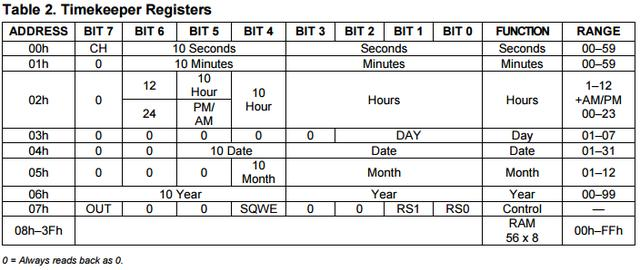 Table 2. Timekeeper Registers
ADDRESS BIT 7 BIT 6 BIT 5 BIT 4 BIT 3 BIT 2 BIT 1 BIT 0 FUNCTION RANGE
00h CH 10 Seconds Seconds Seconds 00–59
01h 0 10 Minutes Minutes Minutes 00–59
02h 0 12 24 10 Hour PM/ AM 10 Hour Hours Hours 1–12 +AM/PM 00–23
03h 0 0 0 0 0 DAY Day 01–07
04h 0 0 10 Date Date Date 01–31
05h 0 0 0 10 Month Month Month 01–12
06h 10 Year Year Year 00–99
07h OUT 0 0 SQWE 0 0 RS1 RS0 Control —
08h–3Fh RAM 56 x 8 00h–FFh
0 = Always reads back as 0.